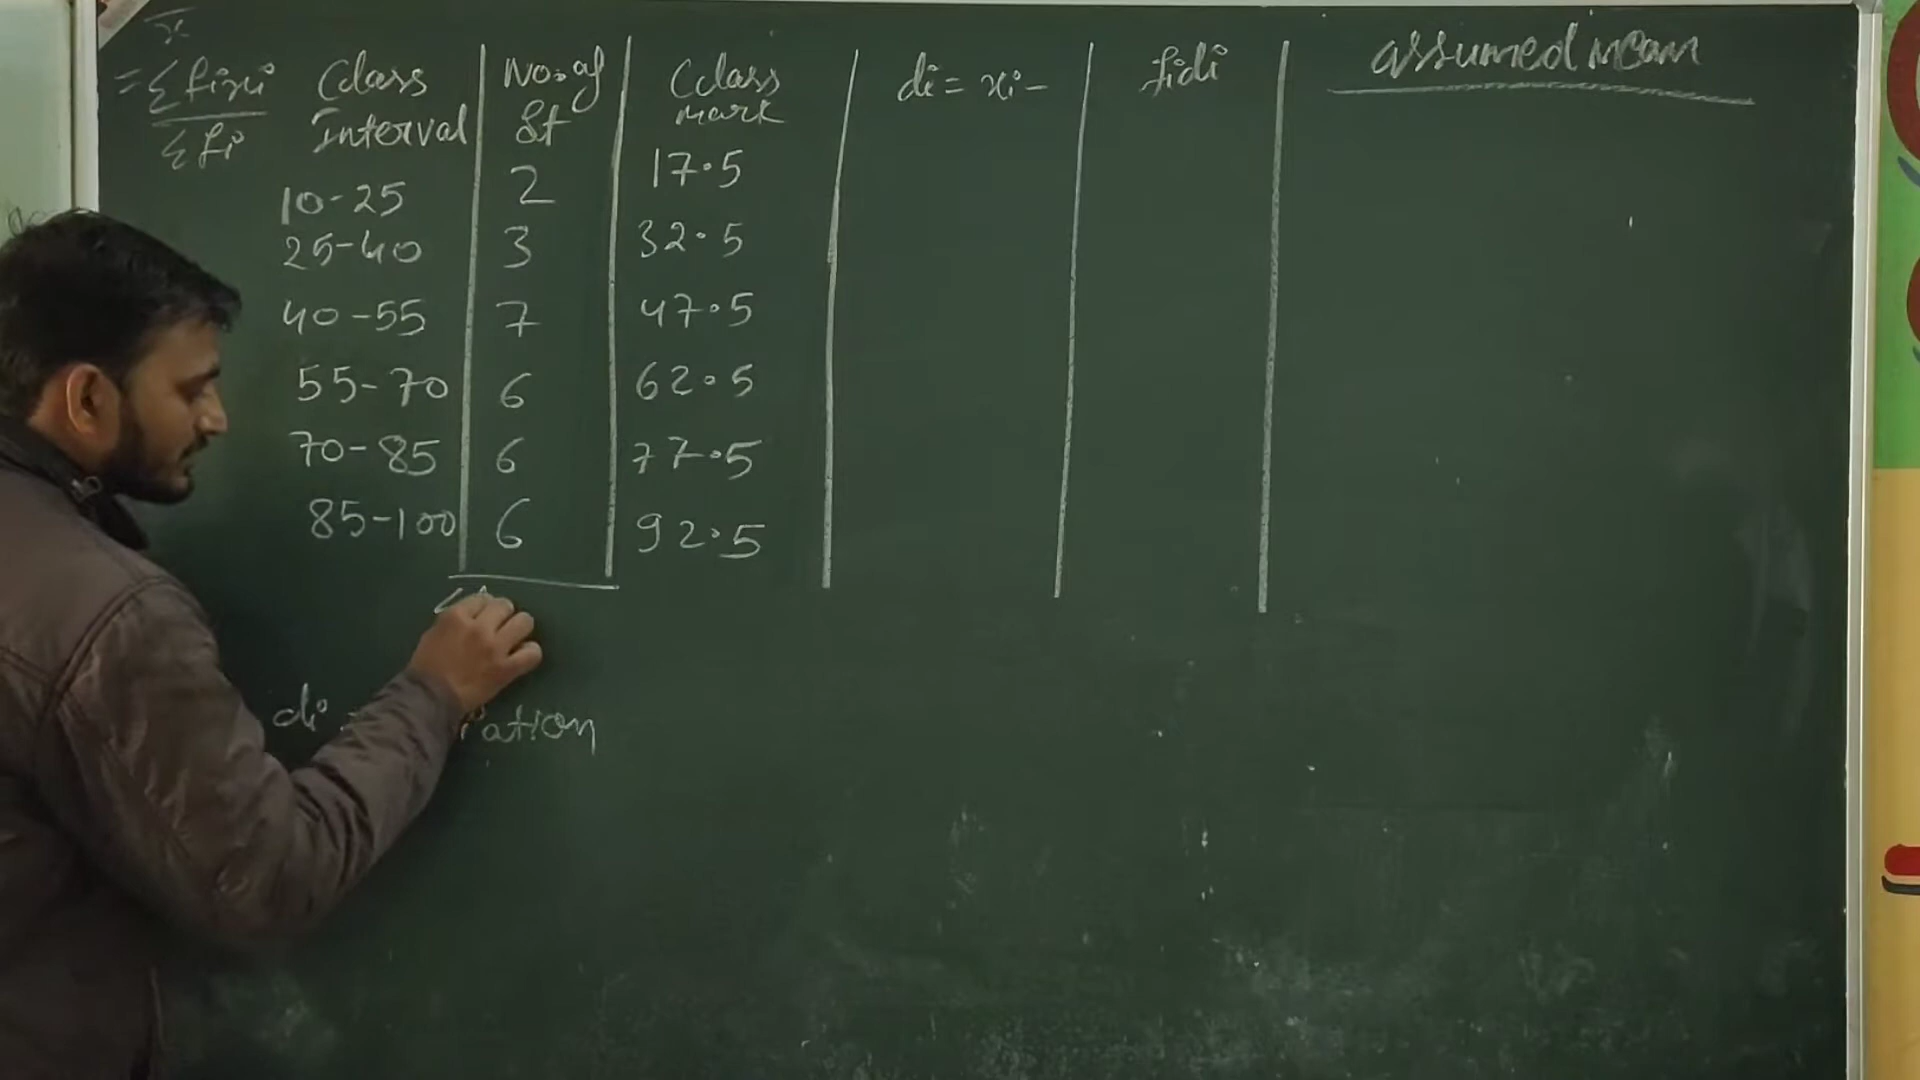 x̄
= Σfixi
Σfi
Class Interval | No. of St | Class mark | di = xi - | fidi
10-25 | 2 | 17.5
25-40 | 3 | 32.5
40-55 | 7 | 47.5
55-70 | 6 | 62.5
70-85 | 6 | 77.5
85-100 | 6 | 92.5
assumed mean
di =